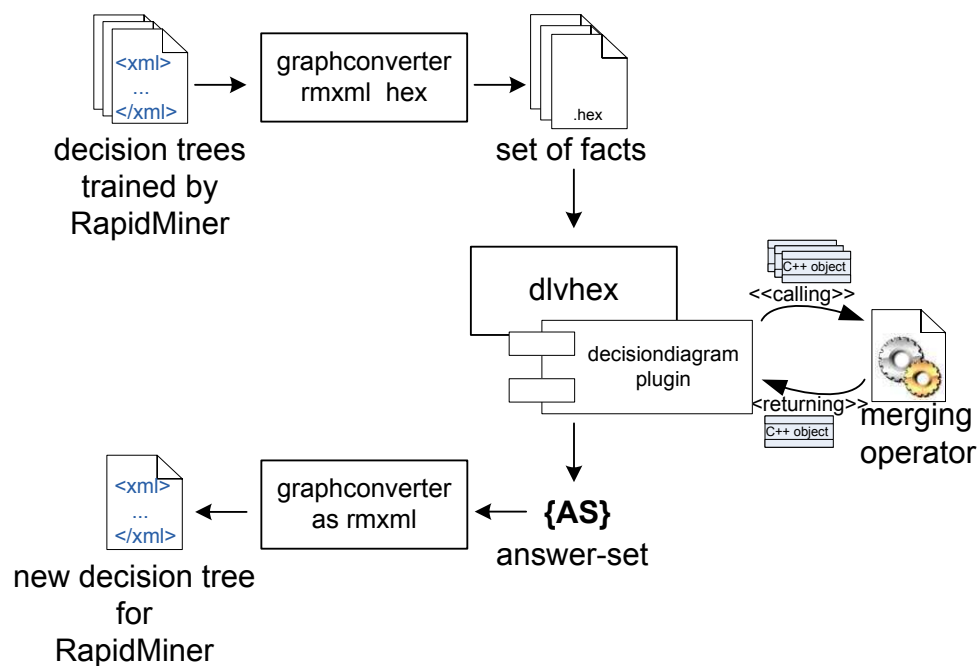 <xml>
...
</xml>
graphconverter
rmxml hex
.hex
decision trees
trained by
RapidMiner
set of facts
dlvhex
decisiondiagram
plugin
C++ object
<<calling>>
<returning>>
C++ object
merging
operator
<xml>
...
</xml>
graphconverter
as rmxml
{AS}
answer-set
new decision tree
for
RapidMiner